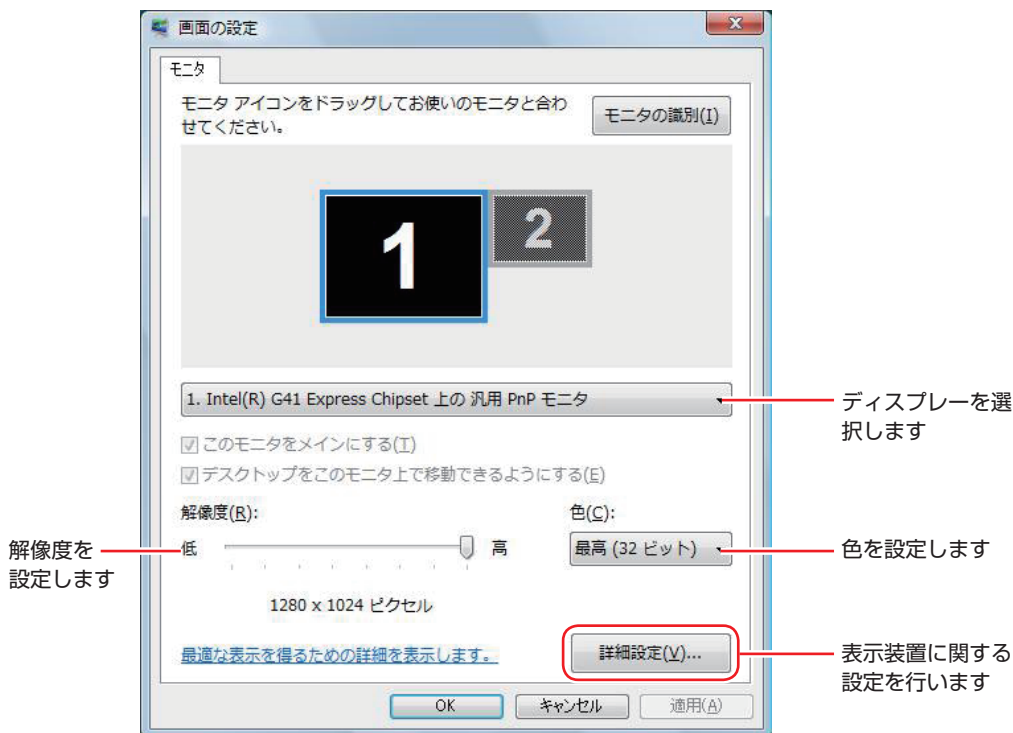 画面の設定
モニタ
モニタ アイコンをドラッグしてお使いのモニタと合わ
せてください。
モニタの識別(I)
1
2
1. Intel(R) G41 Express Chipset 上の 汎用 PnP モニタ
ディスプレーを選
択します
このモニタをメインにする(T)
デスクトップをこのモニタ上で移動できるようにする(E)
解像度(R):
色(C):
解像度を
設定します
低
高
最高 (32 ビット)
色を設定します
1280 x 1024 ピクセル
最適な表示を得るための詳細を表示します。
詳細設定(V)...
表示装置に関する
設定を行います
OK
キャンセル
適用(A)